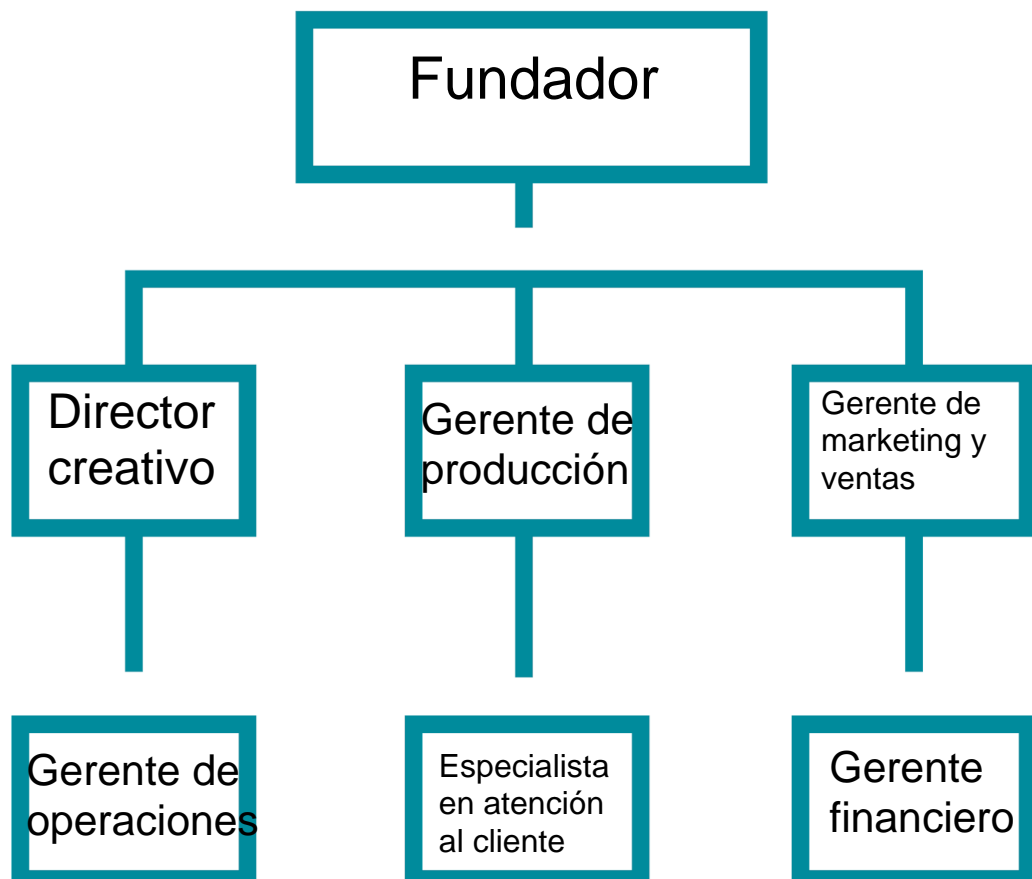 Fundador
Director
creativo
Gerente de
producción
Gerente de
marketing y
ventas
Gerente de
operaciones
Especialista
en atención
al cliente
Gerente
financiero